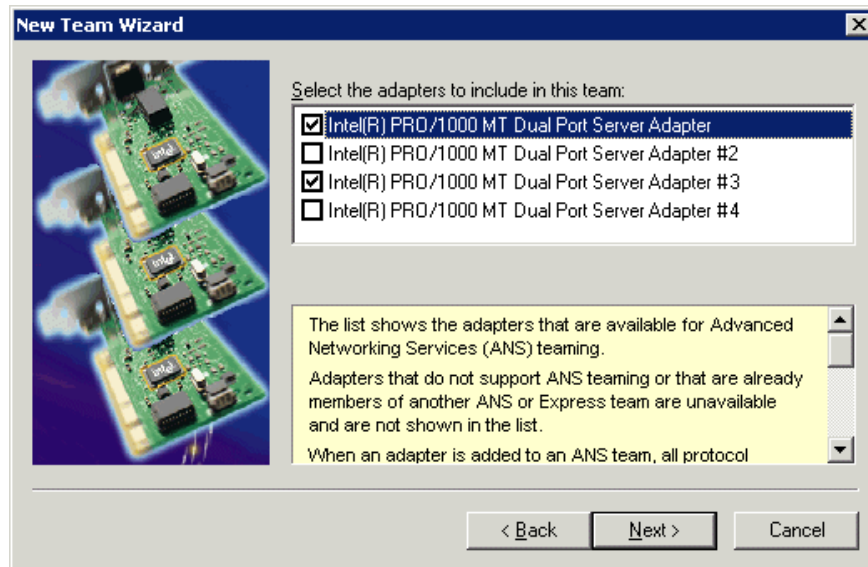 New Team Wizard
Select the adapters to include in this team:
Intel(R) PRO/1000 MT Dual Port Server Adapter
Intel(R) PRO/1000 MT Dual Port Server Adapter #2
Intel(R) PRO/1000 MT Dual Port Server Adapter #3
Intel(R) PRO/1000 MT Dual Port Server Adapter #4
The list shows the adapters that are available for Advanced
Networking Services (ANS) teaming.
Adapters that do not support ANS teaming or that are already
members of another ANS or Express team are unavailable
and are not shown in the list.
When an adapter is added to an ANS team, all protocol
intel
intel
intel
< Back
Next >
Cancel